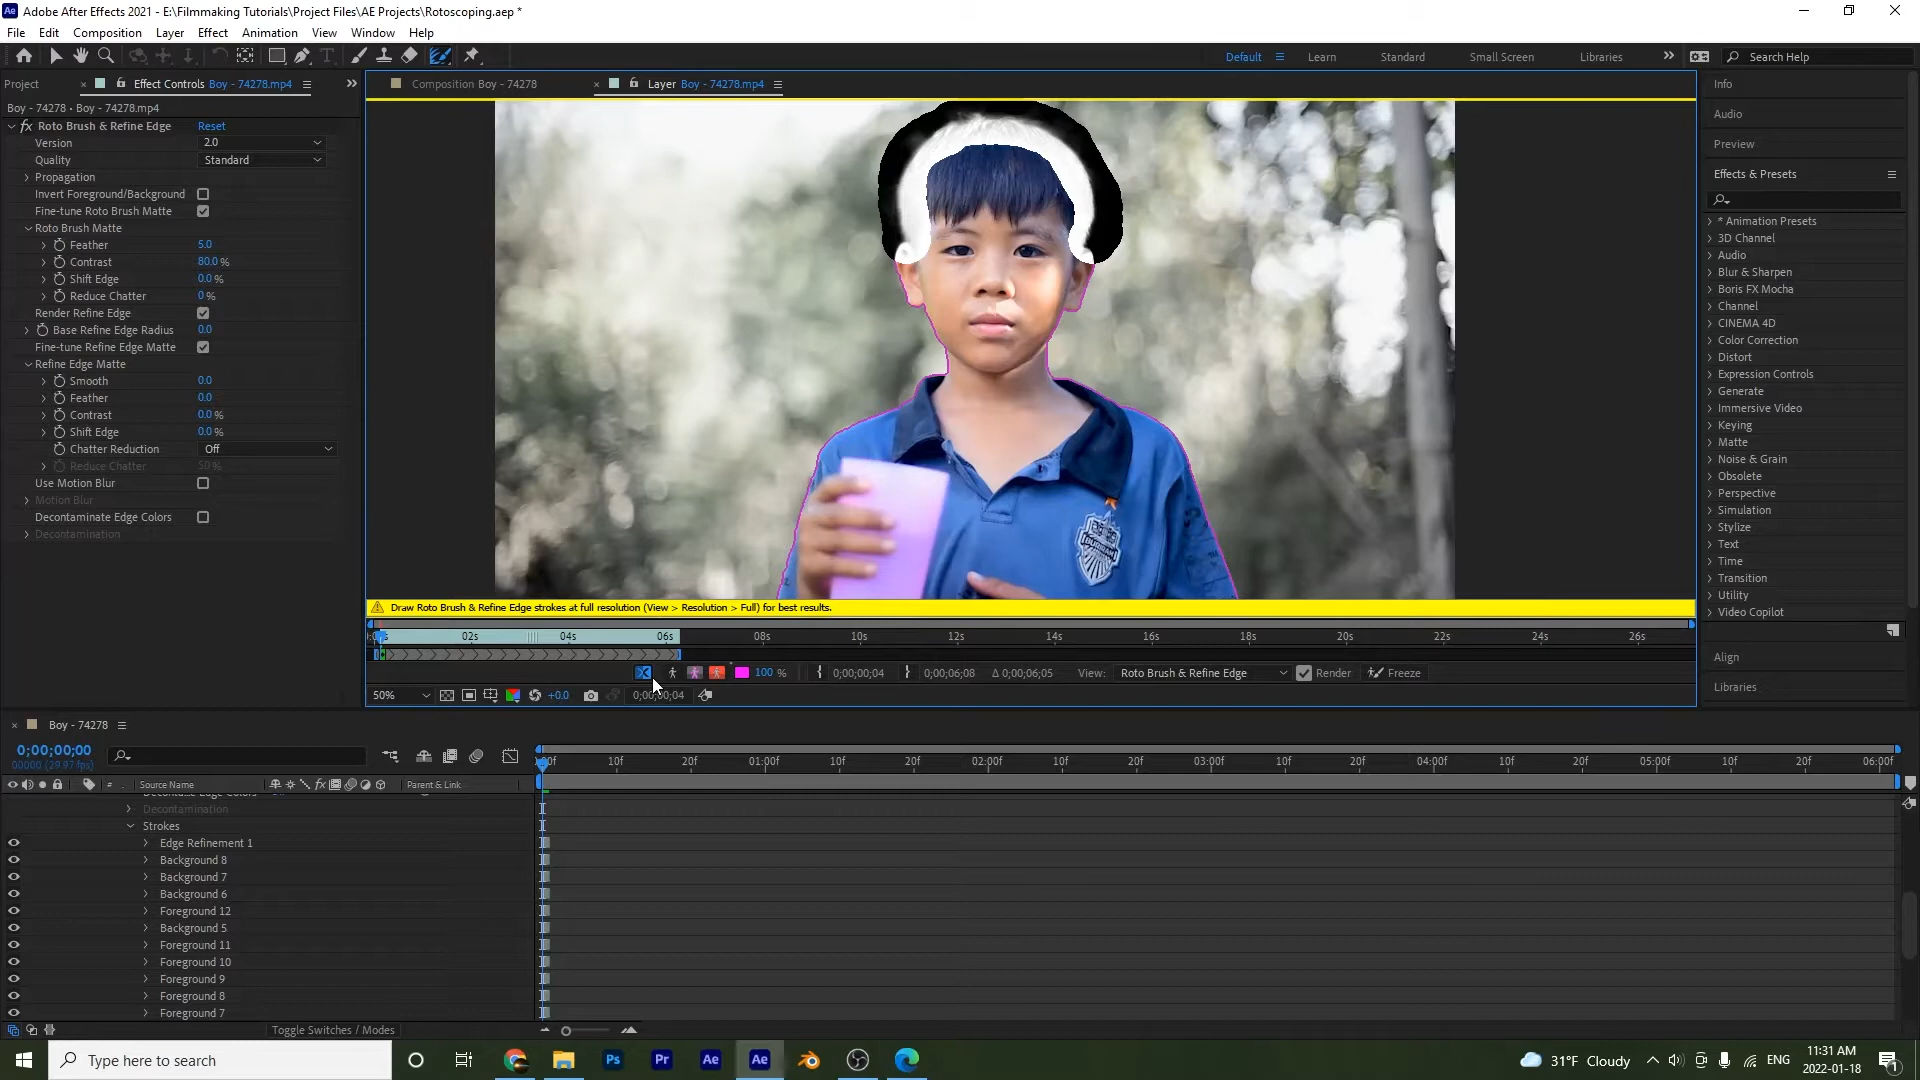 Adobe After Effects 2021 - E:\Filmmaking Tutorials\Project Files\AE Projects\Rotoscoping.aep *
File Edit Composition Layer Effect Animation View Window Help
Default Learn Standard Small Screen Libraries Search Help
Project Effect Controls Boy - 74278.mp4
Composition Boy - 74278
Layer Boy - 74278.mp4
Boy - 74278 • Boy - 74278.mp4
fx Roto Brush & Refine Edge Reset
Version 2.0
Quality Standard
Propagation
Invert Foreground/Background
Fine-tune Roto Brush Matte
Roto Brush Matte
Feather 5.0
Contrast 80.0 %
Shift Edge 0.0 %
Reduce Chatter 0 %
Render Refine Edge
Base Refine Edge Radius 0.0
Fine-tune Refine Edge Matte
Refine Edge Matte
Smooth 0.0
Feather 0.0
Contrast 0.0 %
Shift Edge 0.0 %
Chatter Reduction Off
Reduce Chatter 50 %
Use Motion Blur
Motion Blur
Decontaminate Edge Colors
Decontamination
BURIRAM
Draw Roto Brush & Refine Edge strokes at full resolution (View > Resolution > Full) for best results.
02s 04s 06s 08s 10s 12s 14s 16s 18s 20s 22s 24s 26s
100 % 0;00;00;04 0;00;06;08 Δ 0;00;06;05 View: Roto Brush & Refine Edge Render Freeze
50% +0.0 0;00;00;04
Info
Audio
Preview
Effects & Presets
* Animation Presets
3D Channel
Audio
Blur & Sharpen
Boris FX Mocha
Channel
CINEMA 4D
Color Correction
Distort
Expression Controls
Generate
Immersive Video
Keying
Matte
Noise & Grain
Obsolete
Perspective
Simulation
Stylize
Text
Time
Transition
Utility
Video Copilot
Align
Libraries
Boy - 74278
0;00;00;00
00000 (29.97 fps)
:00f 10f 20f 01:00f 10f 20f 02:00f 10f 20f 03:00f 10f 20f 04:00f 10f 20f 05:00f 10f 20f 06:00f
# Source Name fx Parent & Link
Decontamination
Strokes
Edge Refinement 1
Background 8
Background 7
Background 6
Foreground 12
Background 5
Foreground 11
Foreground 10
Foreground 9
Foreground 8
Foreground 7
Toggle Switches / Modes
Type here to search
Ps Pr Ae Ae
31°F Cloudy ENG
11:31 AM
2022-01-18
1